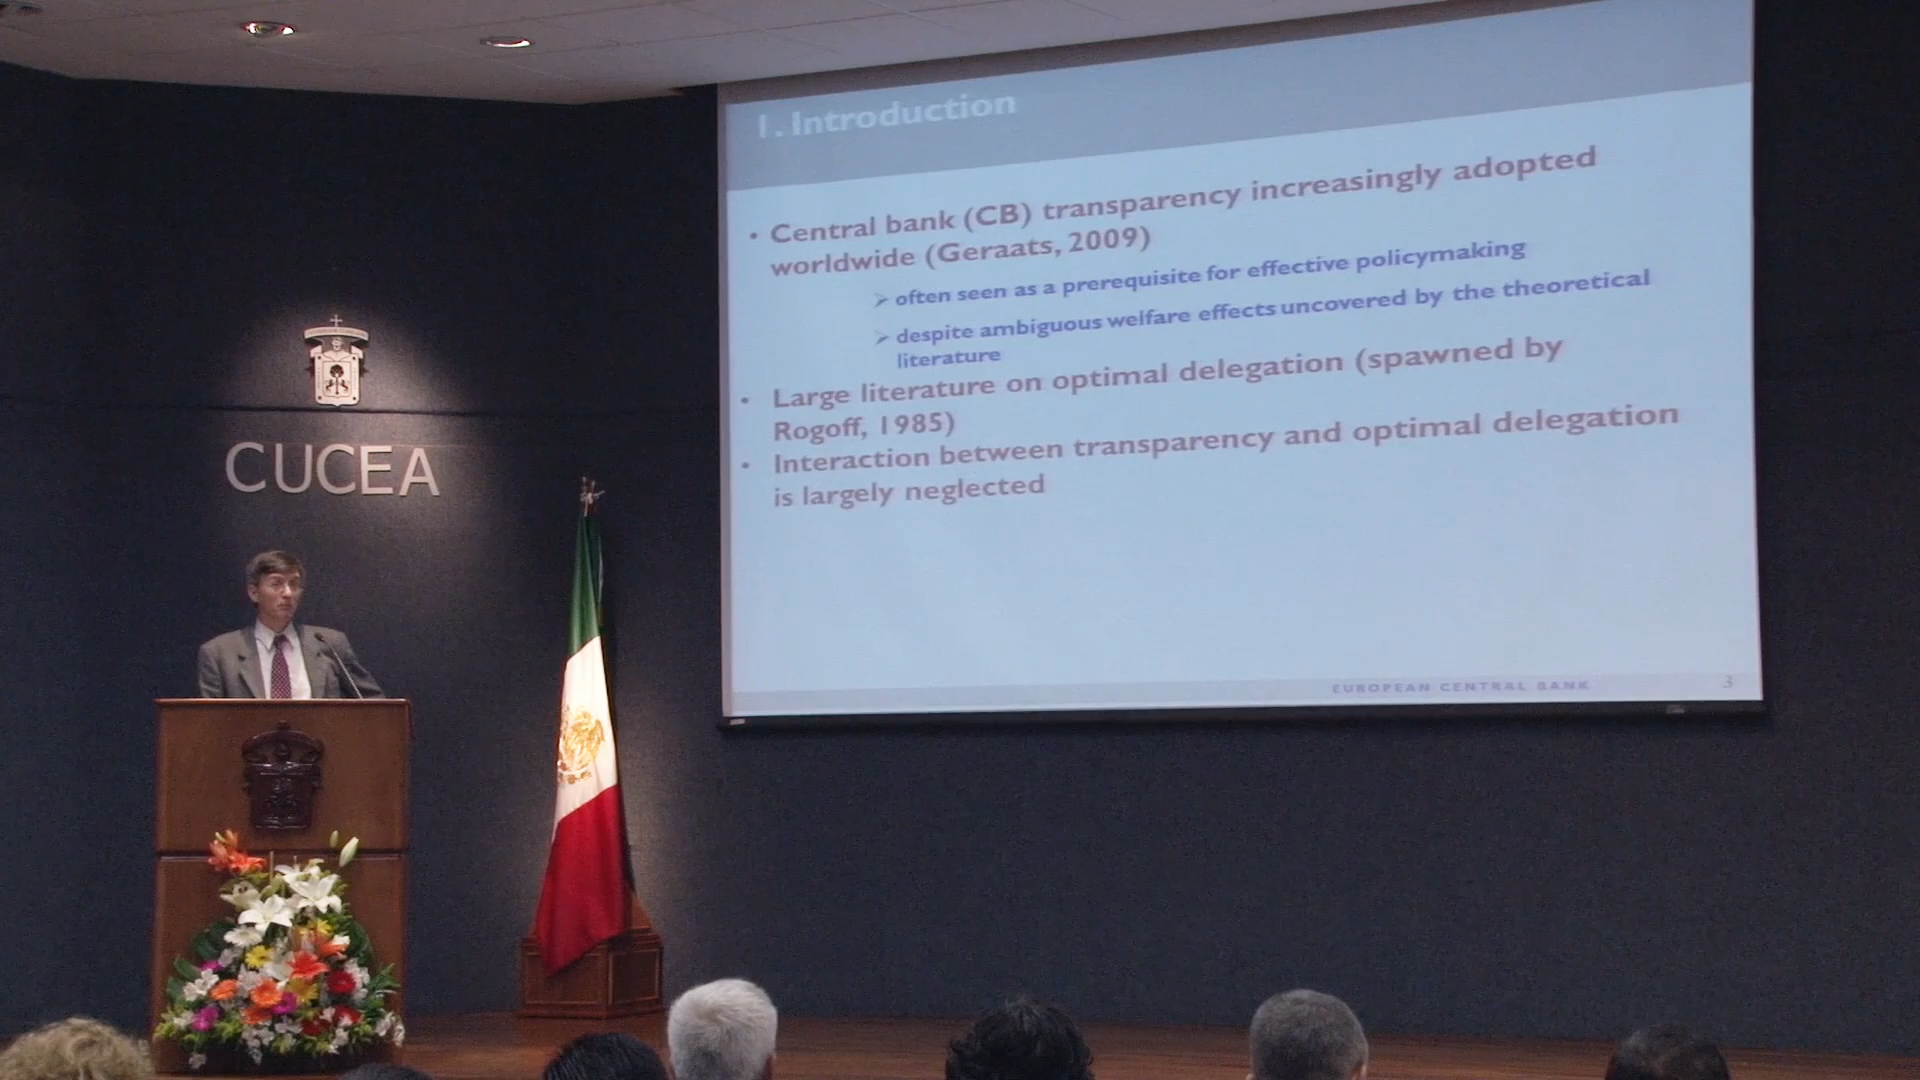 1. Introduction
• Central bank (CB) transparency increasingly adopted
worldwide (Geraats, 2009)
➢ often seen as a prerequisite for effective policymaking
➢ despite ambiguous welfare effects uncovered by the theoretical
literature
• Large literature on optimal delegation (spawned by
Rogoff, 1985)
• Interaction between transparency and optimal delegation
is largely neglected
EUROPEAN CENTRAL BANK 3
CUCEA